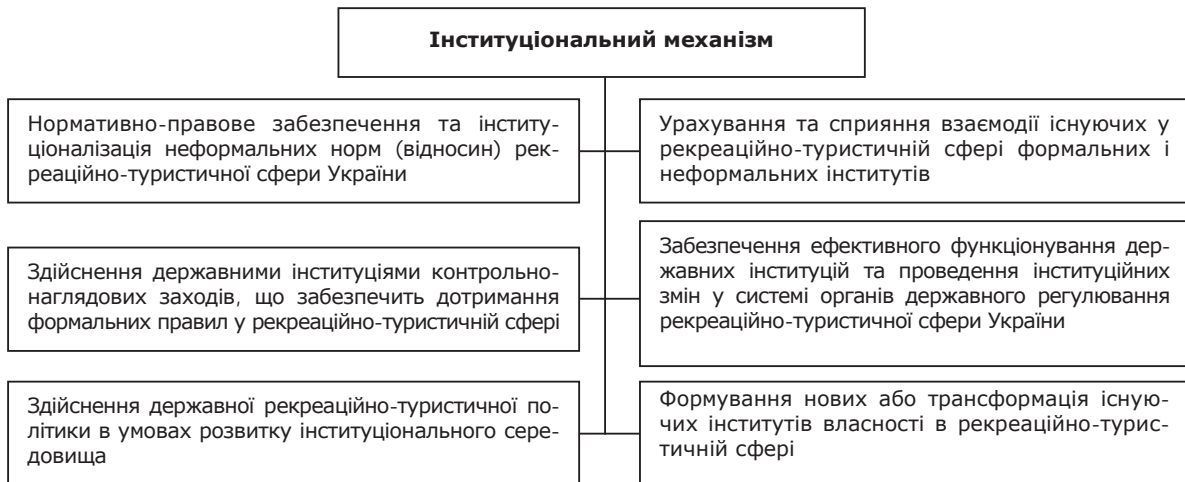 Інституціональний механізм
Нормативно-правове забезпечення та інститу-
ціоналізація неформальних норм (відносин) рек-
реаційно-туристичної сфери України
Урахування та сприяння взаємодії існуючих у
рекреаційно-туристичній сфері формальних і
неформальних інститутів
Здійснення державними інституціями контрольно-
наглядових заходів, що забезпечить дотримання
формальних правил у рекреаційно-туристичній сфері
Забезпечення ефективного функціонування дер-
жавних інституцій та проведення інституційних
змін у системі органів державного регулювання
рекреаційно-туристичної сфери України
Здійснення державної рекреаційно-туристичної по-
літики в умовах розвитку інституціонального сере-
довища
Формування нових або трансформація існую-
чих інститутів власності в рекреаційно-турис-
тичній сфері